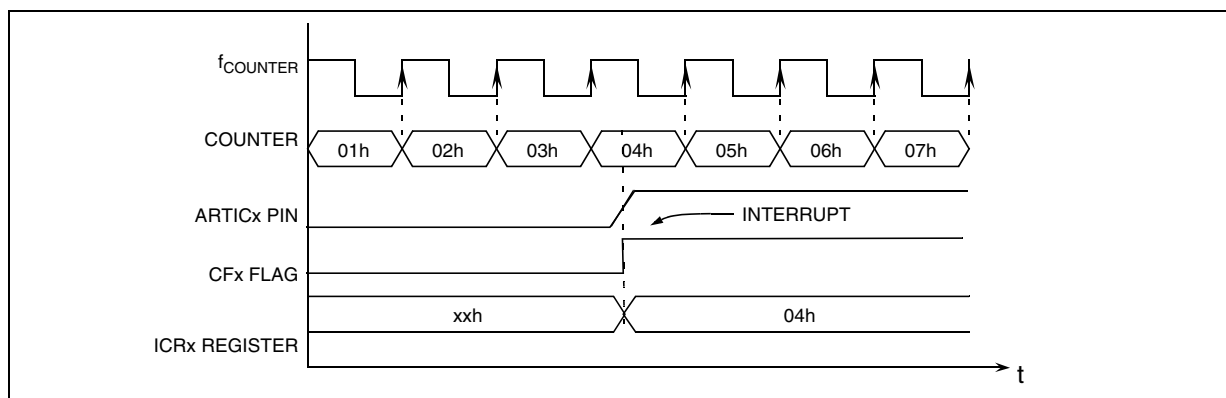 fCOUNTER
COUNTER
01h 02h 03h 04h 05h 06h 07h
ARTICx PIN
INTERRUPT
CFx FLAG
xxh 04h
ICRx REGISTER
t